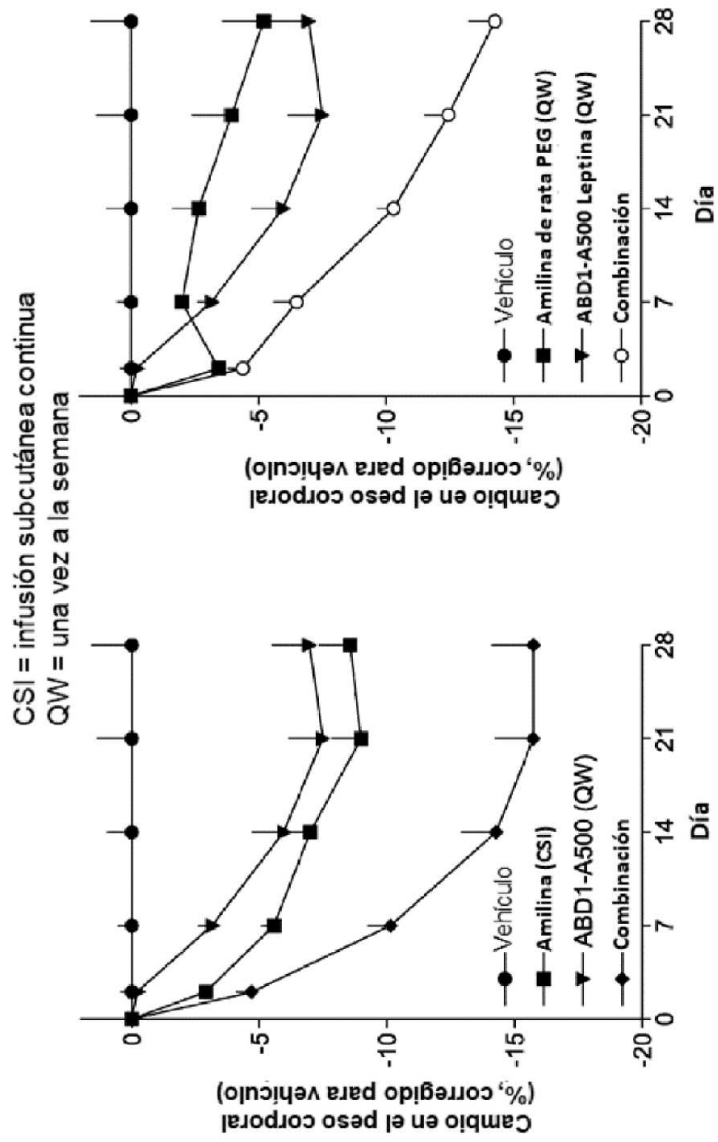 CSI = infusión subcutánea continua
QW = una vez a la semana
Cambio en el peso corporal
(%, corregido para vehículo)
0
-5
-10
-15
-20
Vehículo
Amilina (CSI)
ABD1-A500 (QW)
Combinación
0
7
14
21
28
Día
Cambio en el peso corporal
(%, corregido para vehículo)
0
-5
-10
-15
-20
Vehículo
Amilina de rata PEG (QW)
ABD1-A500 Leptina (QW)
Combinación
0
7
14
21
28
Día